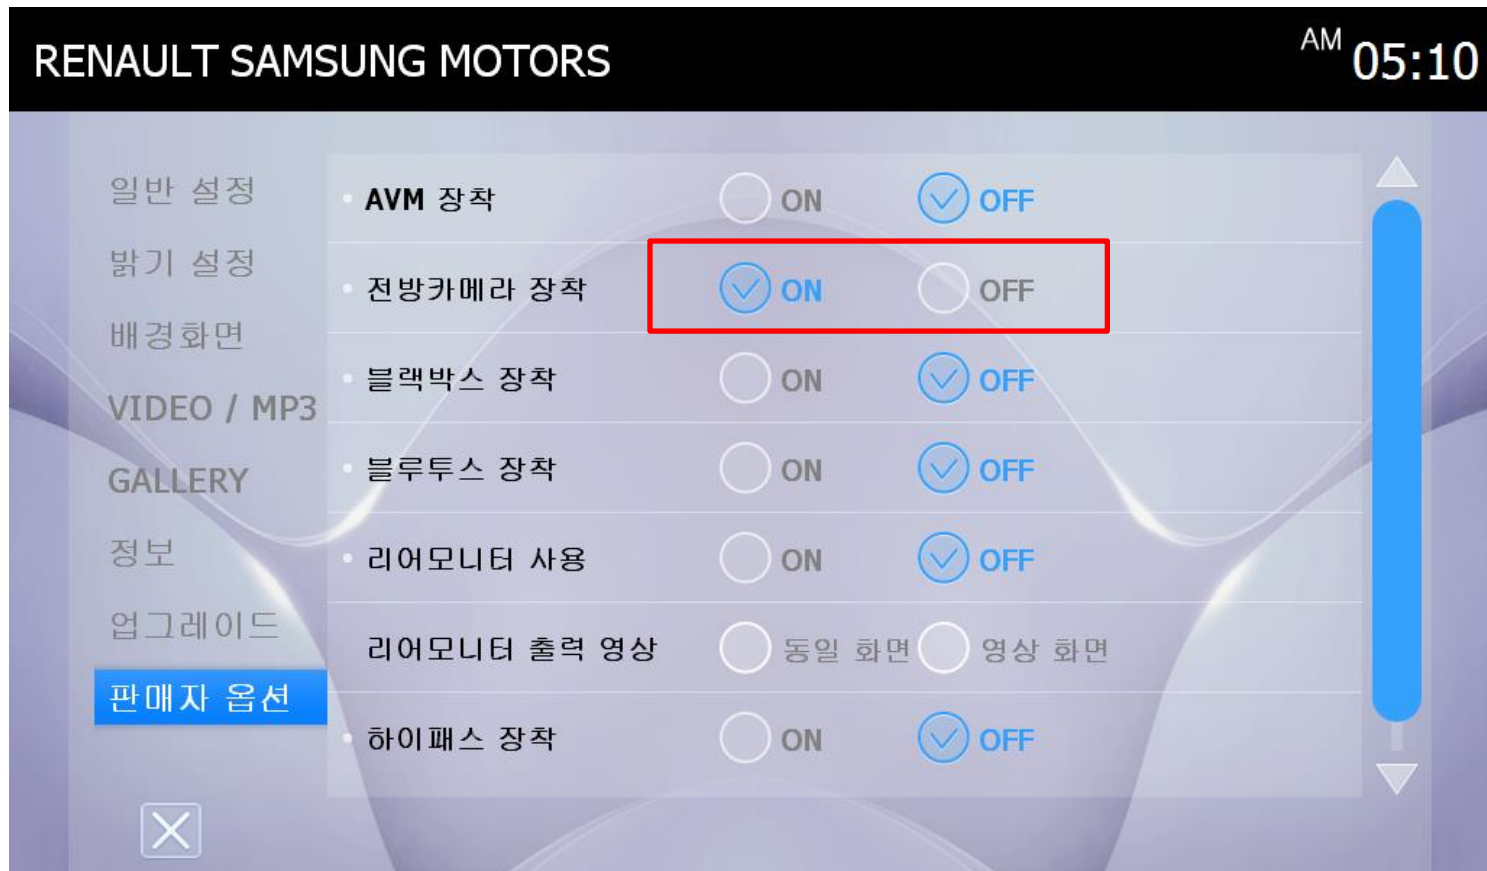 RENAULT SAMSUNG MOTORS
AM 05:10
일반 설정
밝기 설정
배경화면
VIDEO / MP3
GALLERY
정보
업그레이드
판매자 옵션
AVM 장착 ON OFF
전방카메라 장착 ON OFF
블랙박스 장착 ON OFF
블루투스 장착 ON OFF
리어모니터 사용 ON OFF
리어모니터 출력 영상 동일 화면 영상 화면
하이패스 장착 ON OFF